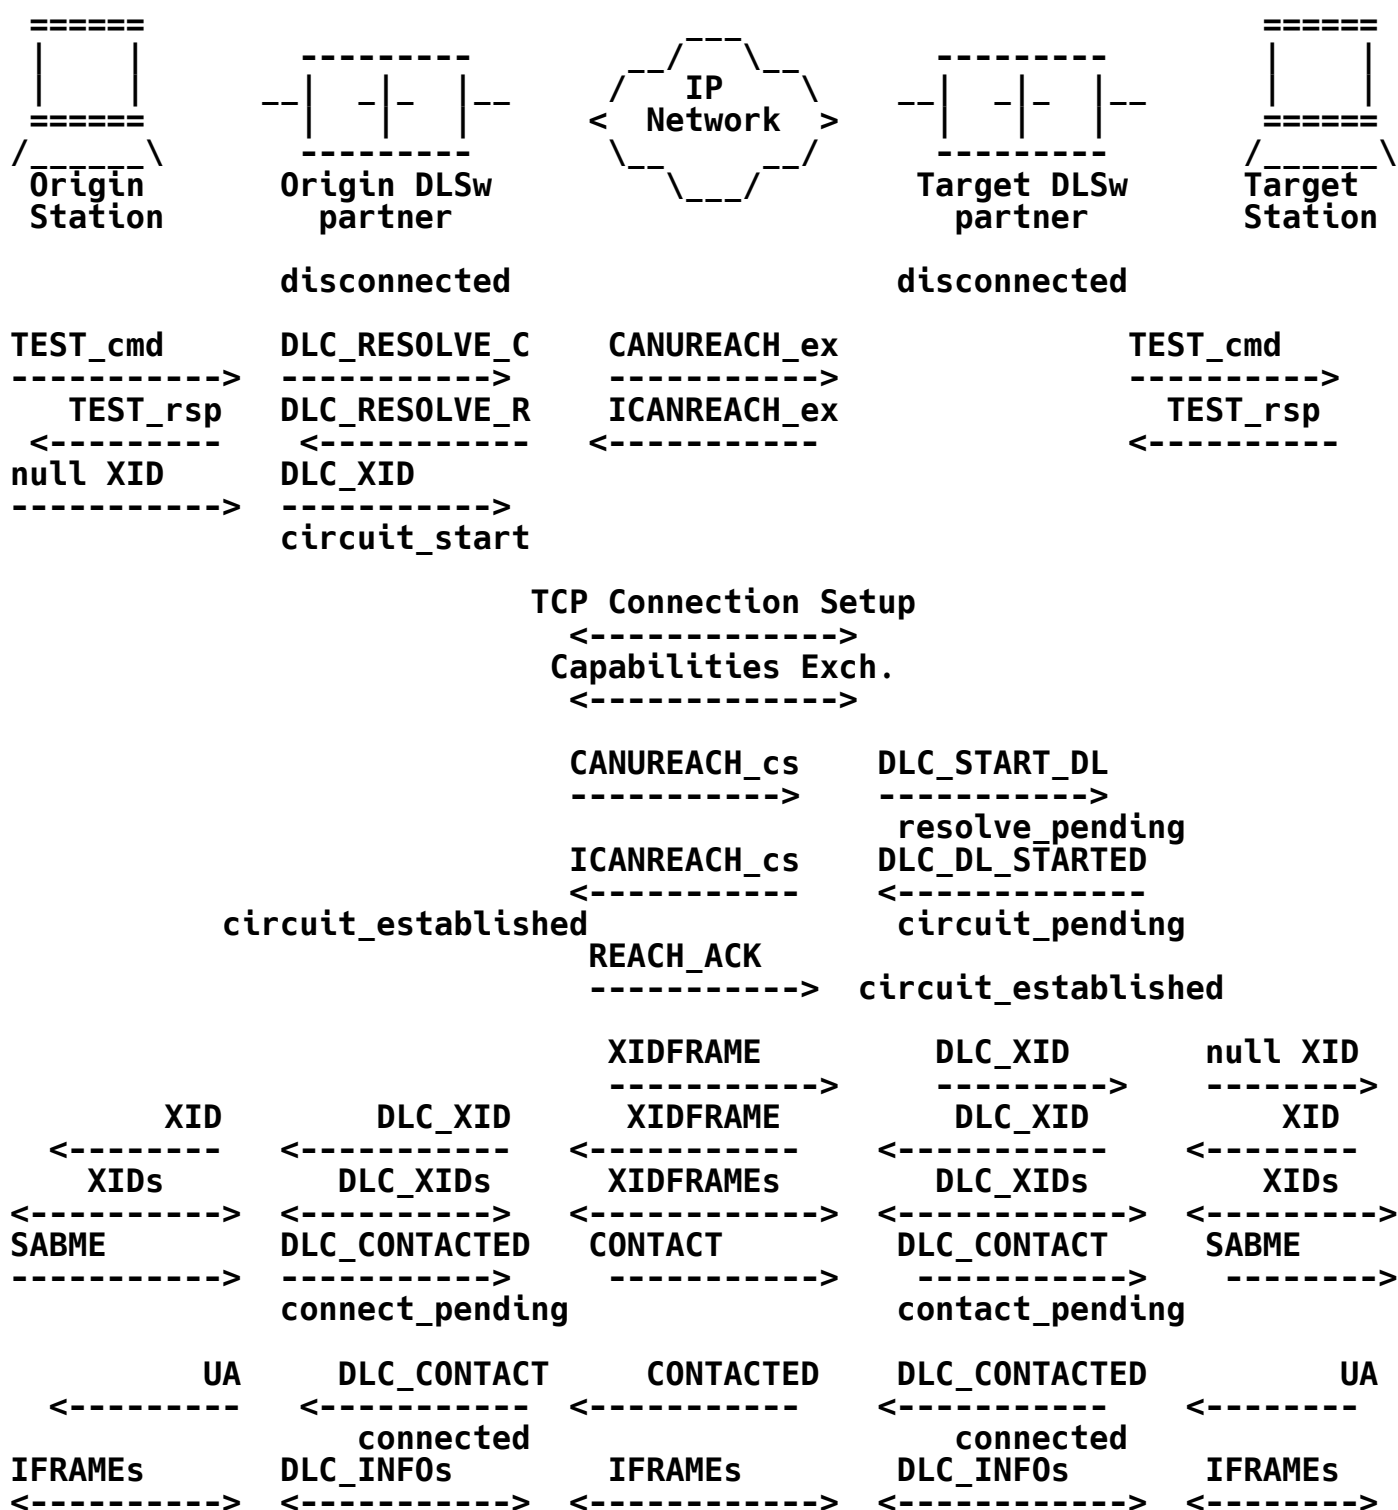 IP
Network
Origin Origin DLSw Target DLSw Target
Station partner partner Station
disconnected disconnected
TEST_cmd DLC_RESOLVE_C CANUREACH_ex TEST_cmd
TEST_rsp DLC_RESOLVE_R ICANREACH_ex TEST_rsp
null XID DLC_XID
circuit_start
TCP Connection Setup
Capabilities Exch.
CANUREACH_cs DLC_START_DL
resolve_pending
ICANREACH_cs DLC_DL_STARTED
circuit_established circuit_pending
REACH_ACK
circuit_established
XIDFRAME DLC_XID null XID
XID DLC_XID XIDFRAME DLC_XID XID
XIDs DLC_XIDs XIDFRAMEs DLC_XIDs XIDs
SABME DLC_CONTACTED CONTACT DLC_CONTACT SABME
connect_pending contact_pending
UA DLC_CONTACT CONTACTED DLC_CONTACTED UA
connected connected
IFRAMEs DLC_INFOs IFRAMEs DLC_INFOs IFRAMEs